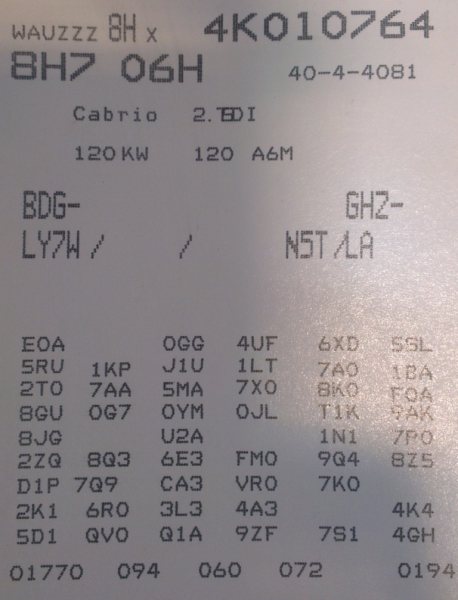 WAUZZZ 8H X 4K010764
8H7 06H 40-4-4081
Cabrio 2.5TDI
120KW 120 A6M
BDG- GHZ-
LY7W / / N5T /LA
E0A 0GG 4UF 6XD 5SL
5RU 1KP J1U 1LT 7A0 1BA
2T0 7AA 5MA 7X0 8K0 F0A
8GU 0G7 0YM 0JL T1K 9AK
8JG U2A 1N1 7P0
2ZQ 8Q3 6E3 FM0 9Q4 8Z5
D1P 7Q9 CA3 VR0 7K0
2K1 6R0 3L3 4A3 4K4
5D1 QV0 Q1A 9ZF 7S1 4GH
01770 094 060 072 0194